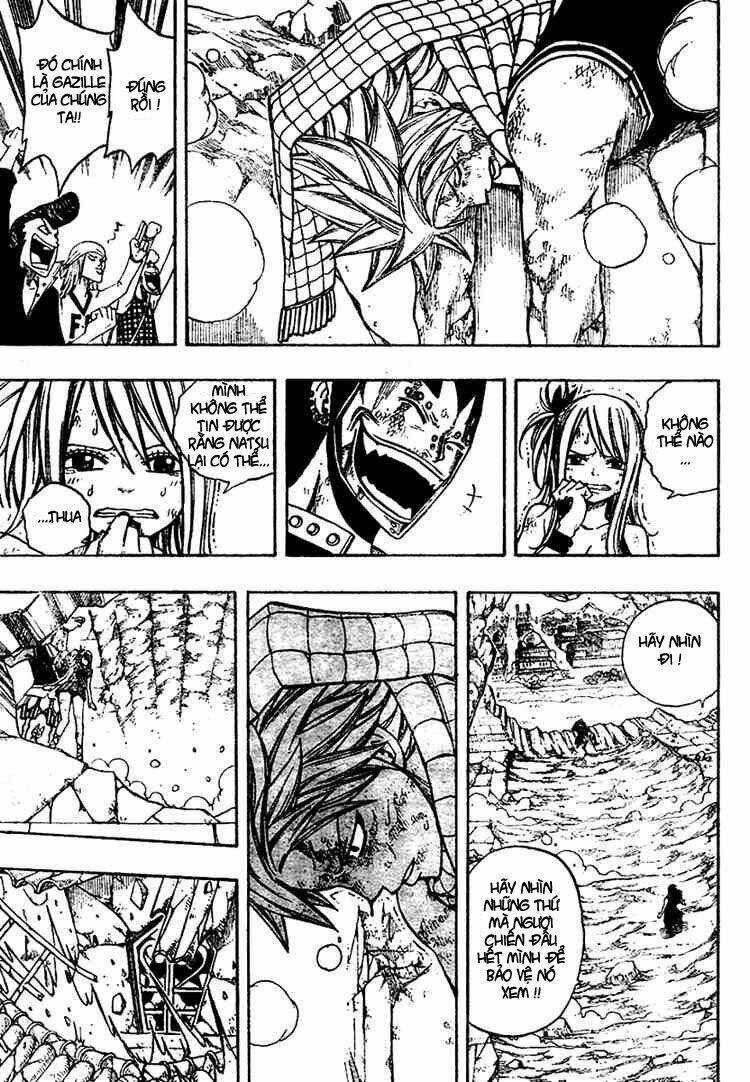 ĐÚNG
RỒI !
ĐÓ CHÍNH
LÀ GAZILLE
CỦA CHÚNG
TA!!
KHÔNG
THỂ NÀO
...
MÌNH
KHÔNG THỂ
TIN ĐƯỢC
RẰNG NATSU
LẠI CÓ THỂ...
...THUA
HÃY NHÌN
ĐI !
HÃY NHÌN
NHỮNG THỨ
MÀ NGƯƠI
CHIẾN ĐẤU
HẾT MÌNH ĐỂ
BẢO VỆ NÓ
XEM !!
F